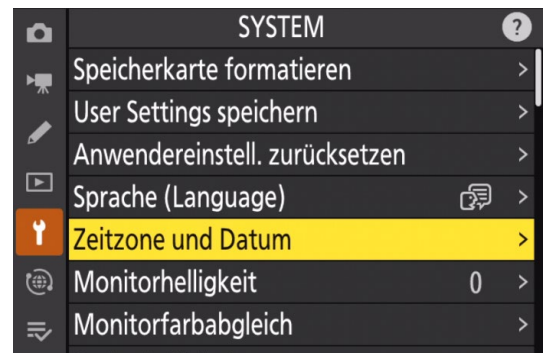 SYSTEM ?
Speicherkarte formatieren
User Settings speichern
Anwendereinstell. zurücksetzen
Sprache (Language)
Zeitzone und Datum
Monitorhelligkeit 0
Monitorfarbabgleich